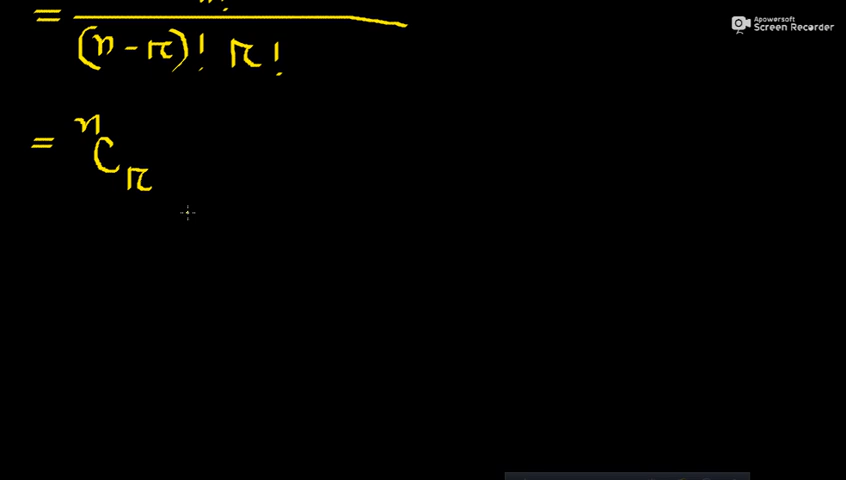 Apowersoft
Screen Recorder
=
(n - r)! r!
= nCr